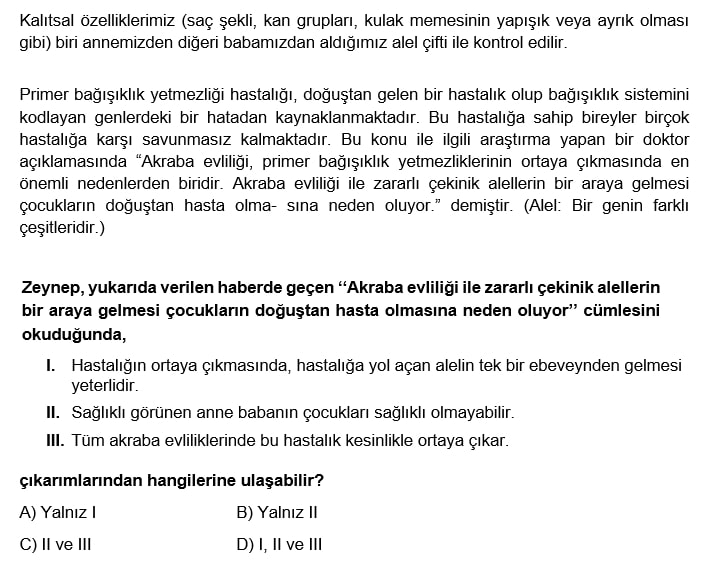 Kalıtsal özelliklerimiz (saç şekli, kan grupları, kulak memesinin yapışık veya ayrık olması
gibi) biri annemizden diğeri babamızdan aldığımız alel çifti ile kontrol edilir.
Primer bağışıklık yetmezliği hastalığı, doğuştan gelen bir hastalık olup bağışıklık sistemini
kodlayan genlerdeki bir hatadan kaynaklanmaktadır. Bu hastalığa sahip bireyler birçok
hastalığa karşı savunmasız kalmaktadır. Bu konu ile ilgili araştırma yapan bir doktor
açıklamasında “Akraba evliliği, primer bağışıklık yetmezliklerinin ortaya çıkmasında en
önemli nedenlerden biridir. Akraba evliliği ile zararlı çekinik alellerin bir araya gelmesi
çocukların doğuştan hasta olma- sına neden oluyor.” demiştir. (Alel: Bir genin farklı
çeşitleridir.)
Zeynep, yukarıda verilen haberde geçen ‘‘Akraba evliliği ile zararlı çekinik alellerin
bir araya gelmesi çocukların doğuştan hasta olmasına neden oluyor’’ cümlesini
okuduğunda,
I. Hastalığın ortaya çıkmasında, hastalığa yol açan alelin tek bir ebeveynden gelmesi
yeterlidir.
II. Sağlıklı görünen anne babanın çocukları sağlıklı olmayabilir.
III. Tüm akraba evliliklerinde bu hastalık kesinlikle ortaya çıkar.
çıkarımlarından hangilerine ulaşabilir?
A) Yalnız I B) Yalnız II
C) II ve III D) I, II ve III